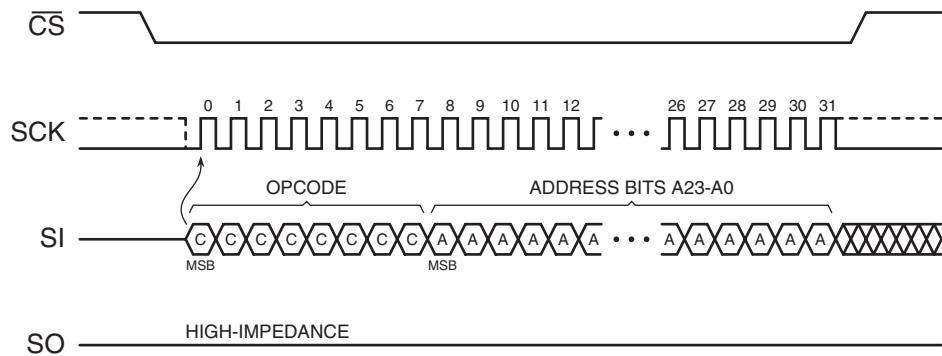 CS
0 1 2 3 4 5 6 7 8 9 10 11 12 26 27 28 29 30 31
SCK
OPCODE ADDRESS BITS A23-A0
SI C C C C C C C C A A A A A A A A A A A A
MSB MSB
HIGH-IMPEDANCE
SO